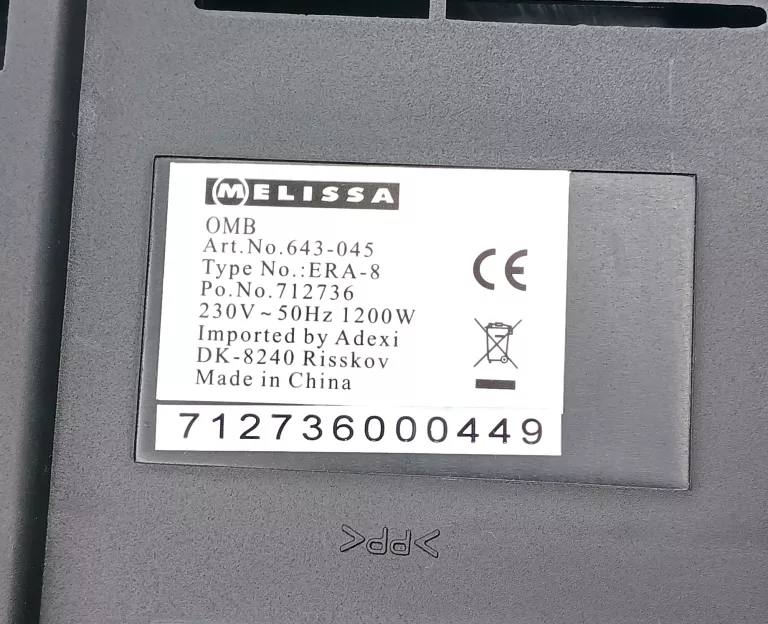 MELISSA
OMB
Art.No.643-045
Type No.:ERA-8
Po.No.712736
230V~50Hz 1200W
Imported by Adexi
DK-8240 Risskov
Made in China
CE
712736000449
>PP<